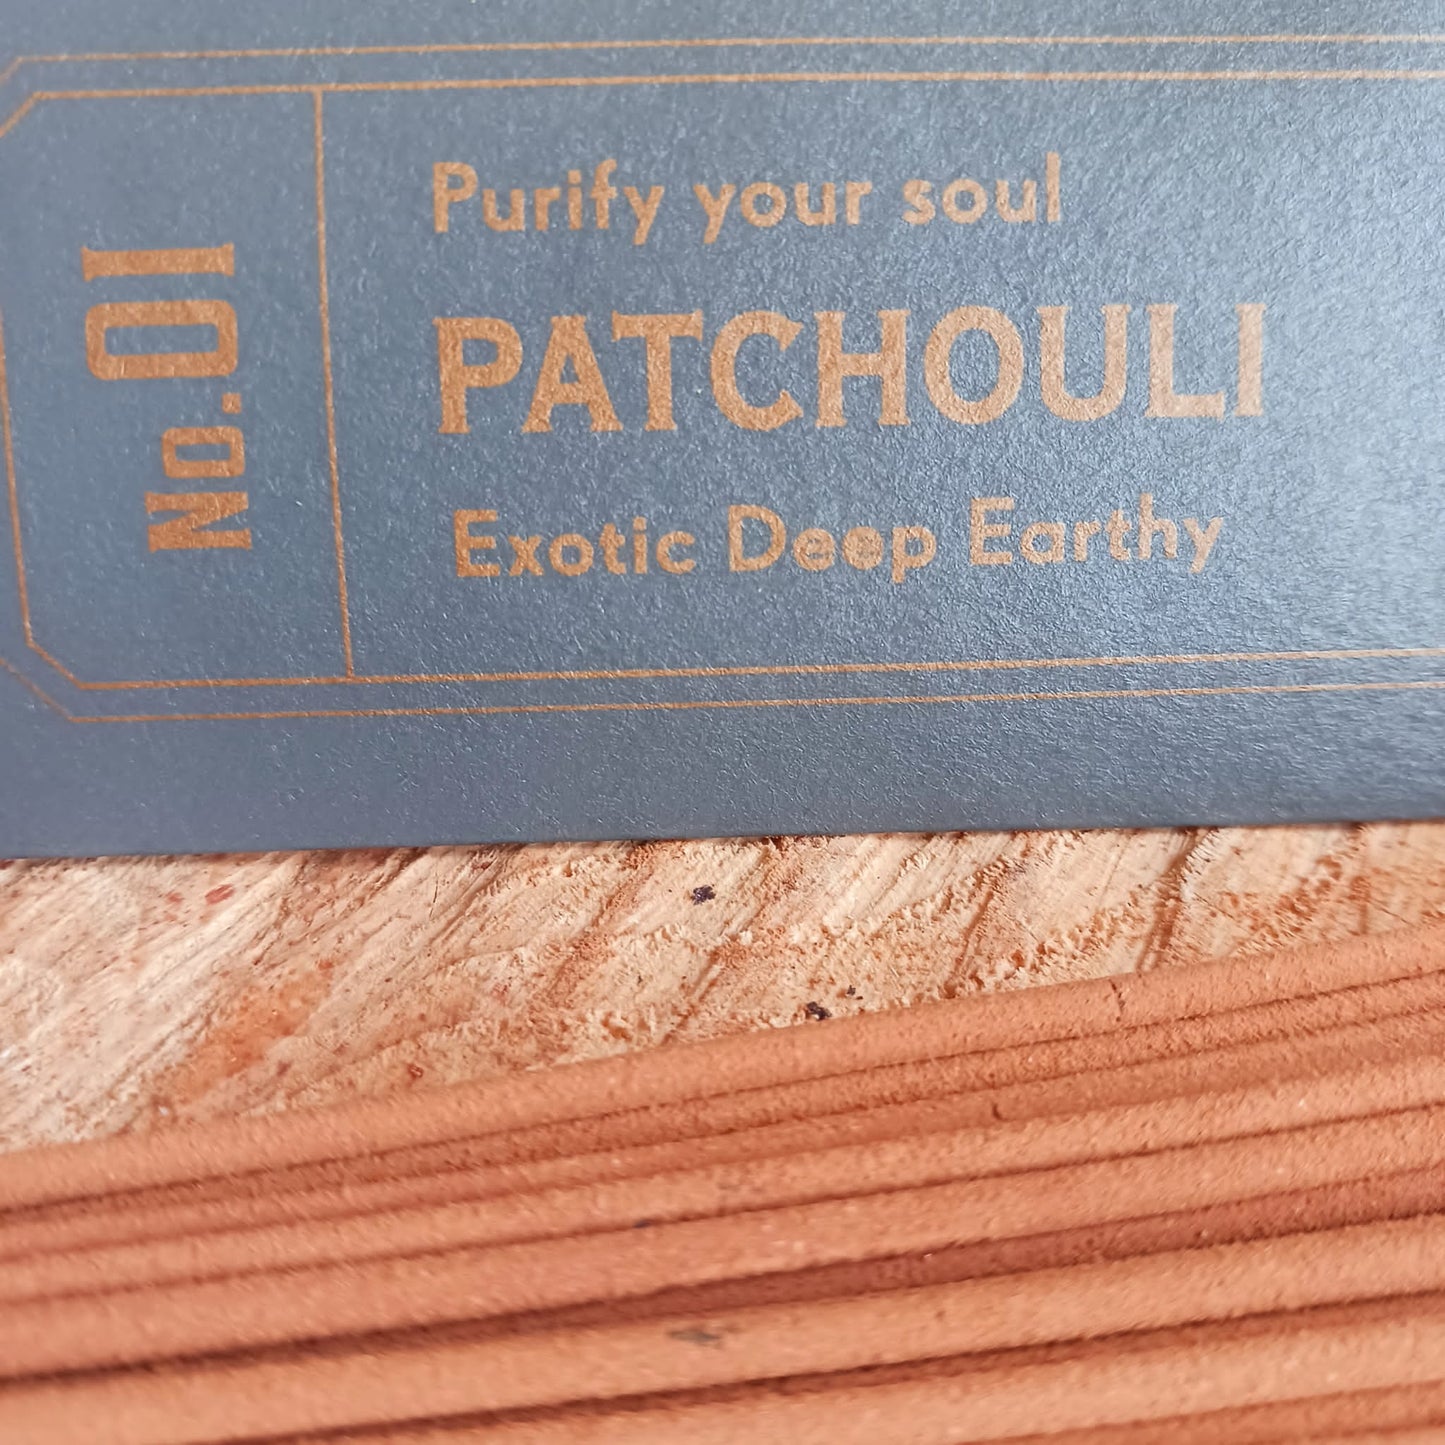 No.01
Purify your soul
PATCHOULI
Exotic Deep Earthy